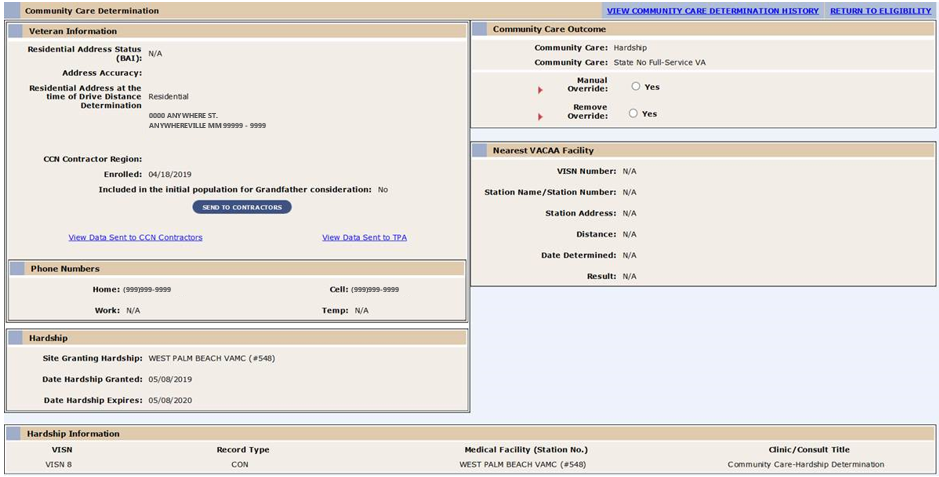 Community Care Determination
VIEW COMMUNITY CARE DETERMINATION HISTORY RETURN TO ELIGIBILITY
Veteran Information
Residential Address Status (BAI): N/A
Address Accuracy:
Residential Address at the time of Drive Distance Determination Residential
0000 ANYWHERE ST.
ANYWHEREVILLE MM 99999 - 9999
CCN Contractor Region:
Enrolled: 04/18/2019
Included in the initial population for Grandfather consideration: No
SEND TO CONTRACTORS
View Data Sent to CCN Contractors View Data Sent to TPA
Phone Numbers
Home: (999)999-9999 Cell: (999)999-9999
Work: N/A Temp: N/A
Hardship
Site Granting Hardship: WEST PALM BEACH VAMC (#548)
Date Hardship Granted: 05/08/2019
Date Hardship Expires: 05/08/2020
Community Care Outcome
Community Care: Hardship
Community Care: State No Full-Service VA
Manual Override: Yes
Remove Override: Yes
Nearest VACAA Facility
VISN Number: N/A
Station Name/Station Number: N/A
Station Address: N/A
Distance: N/A
Date Determined: N/A
Result: N/A
Hardship Information
VISN Record Type Medical Facility (Station No.) Clinic/Consult Title
VISN 8 CON WEST PALM BEACH VAMC (#548) Community Care-Hardship Determination